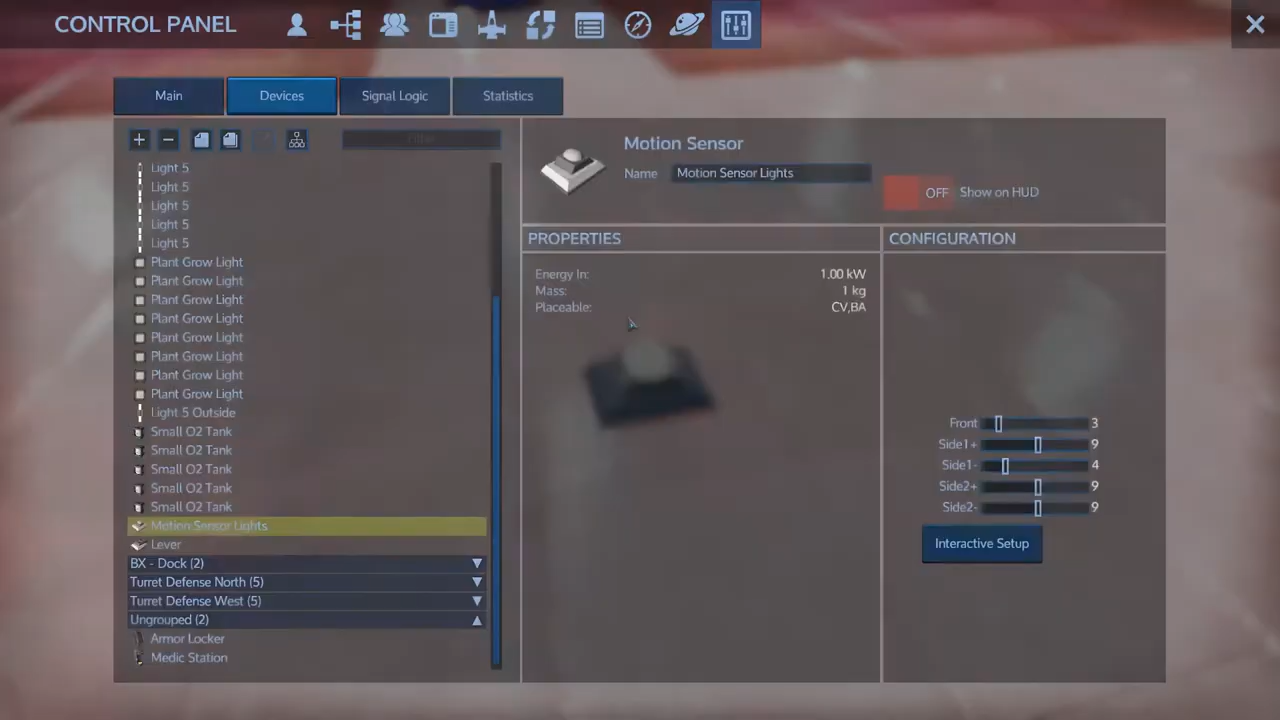 CONTROL PANEL
Main
Devices
Signal Logic
Statistics
Filter
Light 5
Light 5
Light 5
Light 5
Light 5
Plant Grow Light
Plant Grow Light
Plant Grow Light
Plant Grow Light
Plant Grow Light
Plant Grow Light
Plant Grow Light
Plant Grow Light
Light 5 Outside
Small O2 Tank
Small O2 Tank
Small O2 Tank
Small O2 Tank
Small O2 Tank
Motion Sensor Lights
Lever
BX - Dock (2)
Turret Defense North (5)
Turret Defense West (5)
Ungrouped (2)
Armor Locker
Medic Station
Motion Sensor
Name Motion Sensor Lights
OFF Show on HUD
PROPERTIES
Energy In: 1.00 kW
Mass: 1 kg
Placeable: CV,BA
CONFIGURATION
Front 3
Side1+ 9
Side1- 4
Side2+ 9
Side2- 9
Interactive Setup